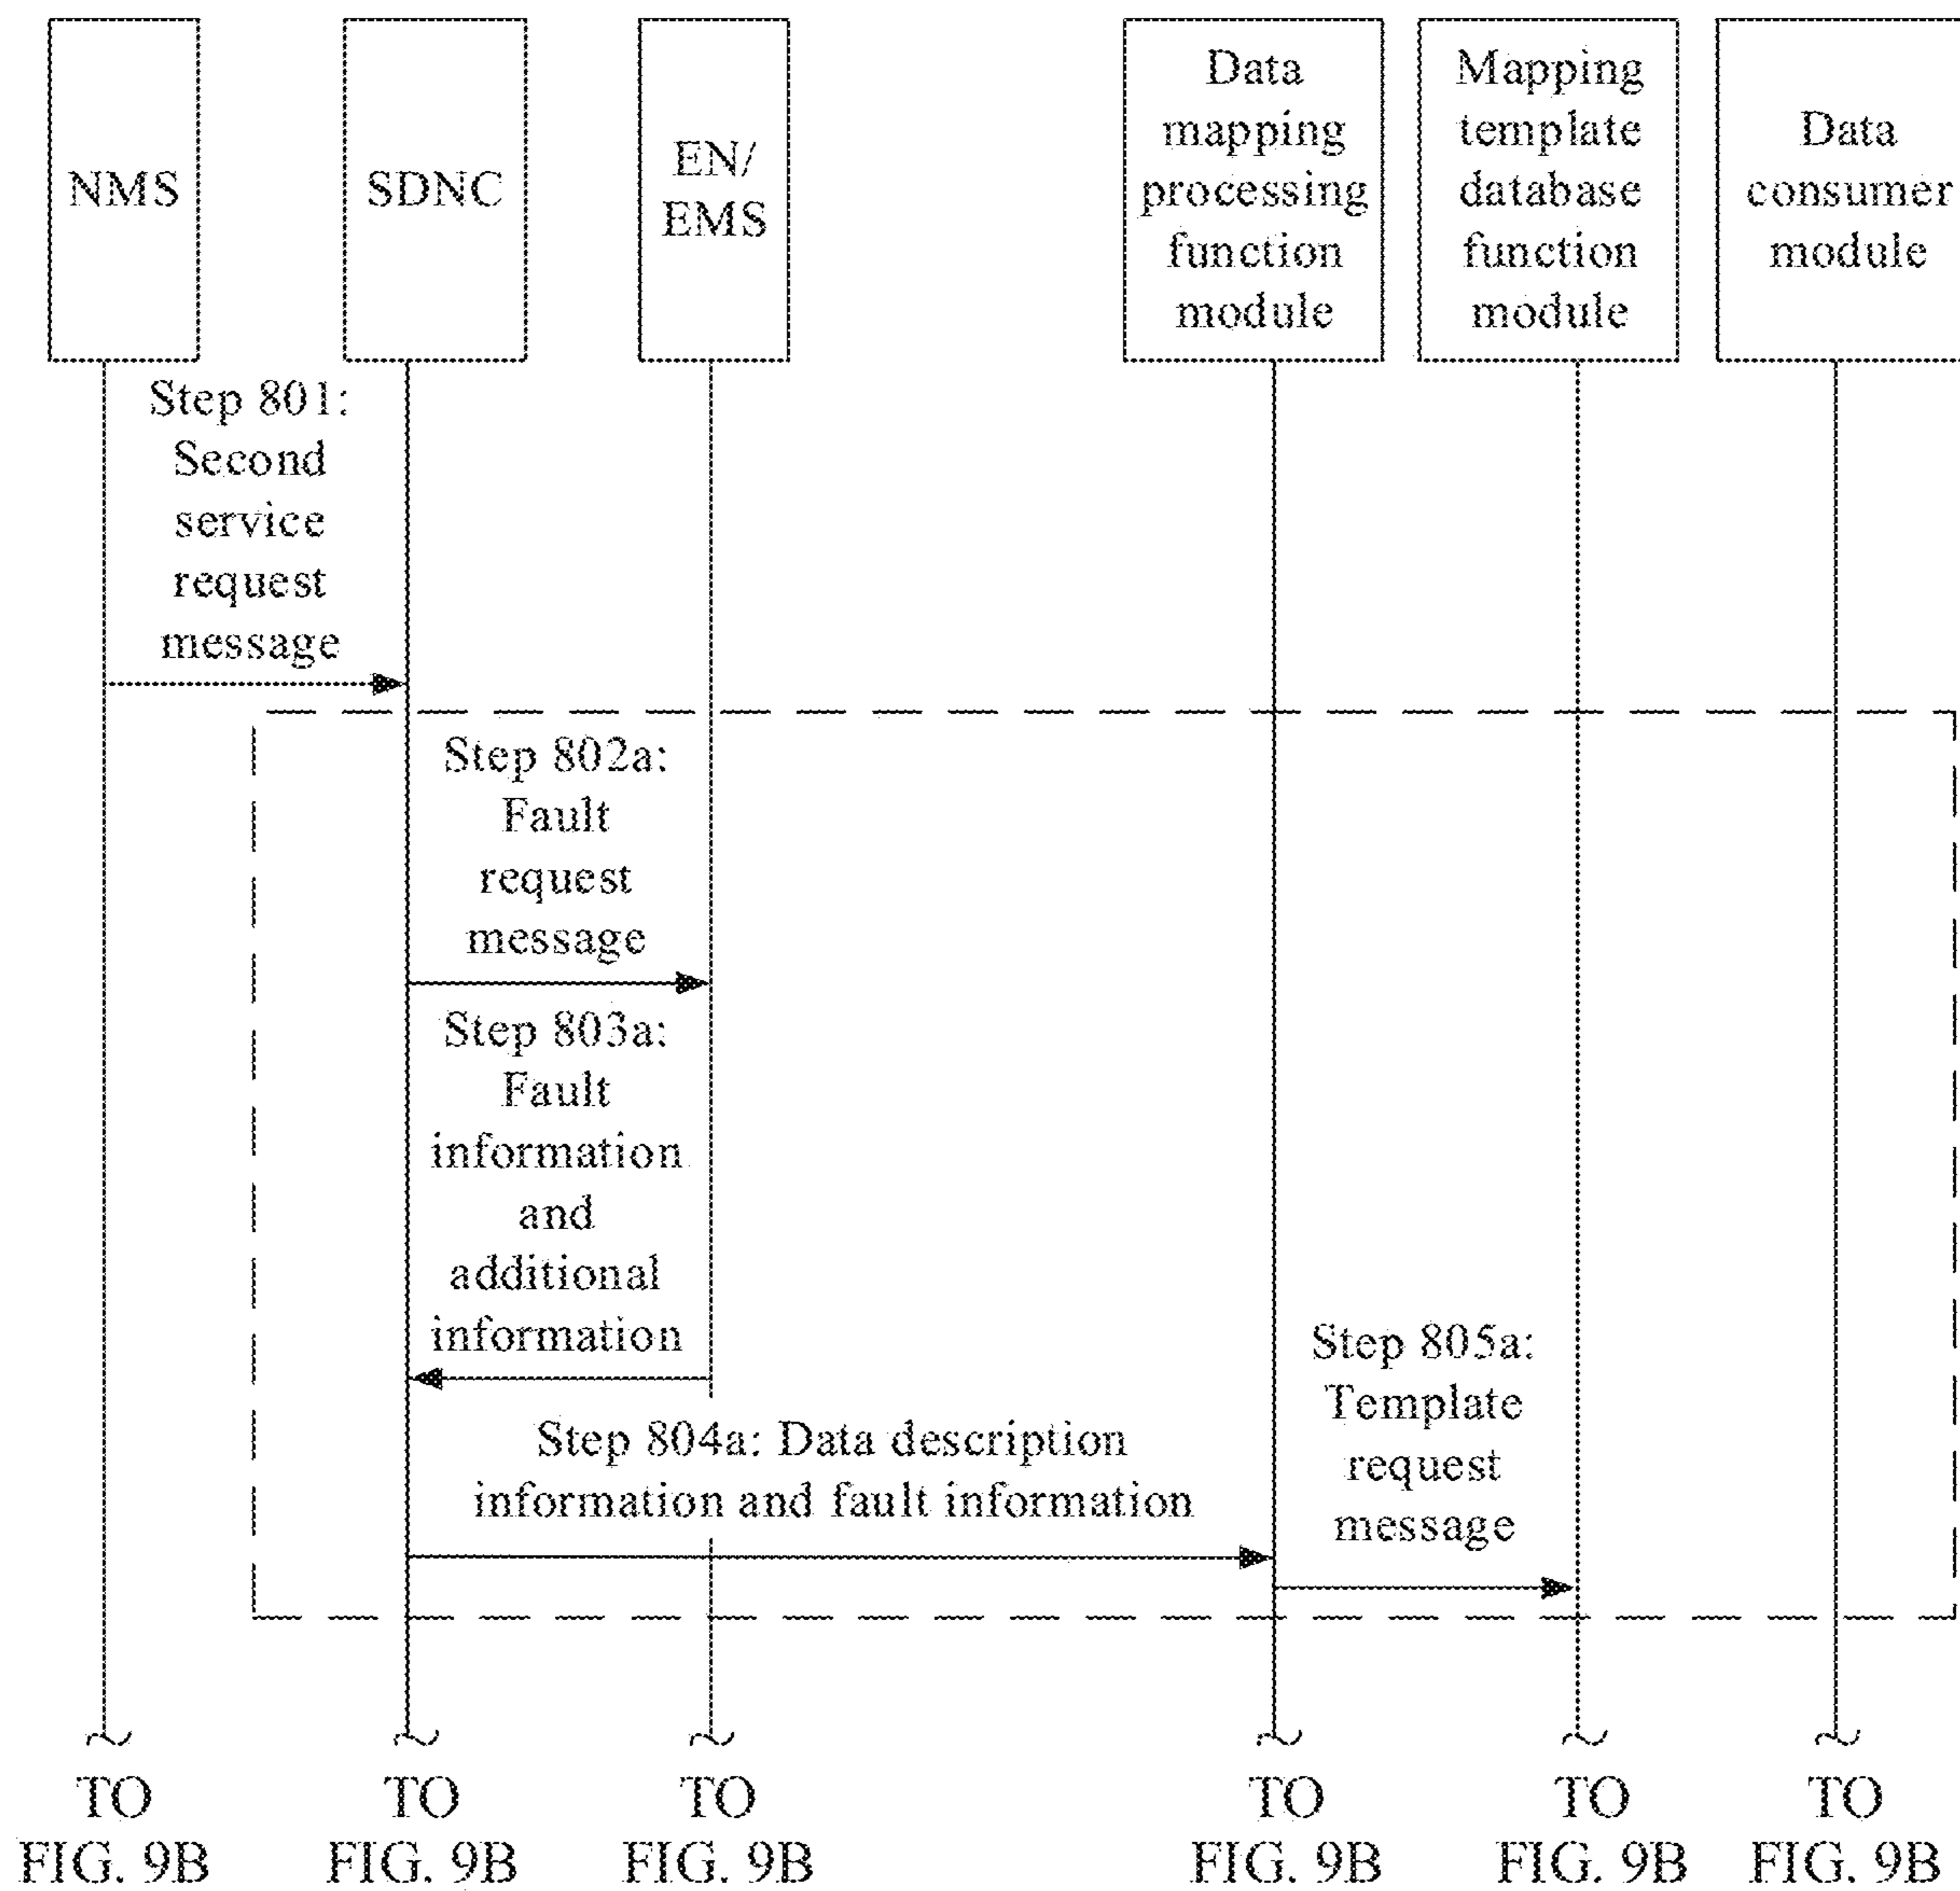 NMS
SDNC
EN/
EMS
Data
mapping
processing
function
module
Mapping
template
database
function
module
Data
consumer
module
Step 801:
Second
service
request
message
Step 802a:
Fault
request
message
Step 803a:
Fault
information
and
additional
information
Step 804a: Data description
information and fault information
Step 805a:
Template
request
message
TO
FIG. 9B
TO
FIG. 9B
TO
FIG. 9B
TO
FIG. 9B
TO
FIG. 9B
TO
FIG. 9B